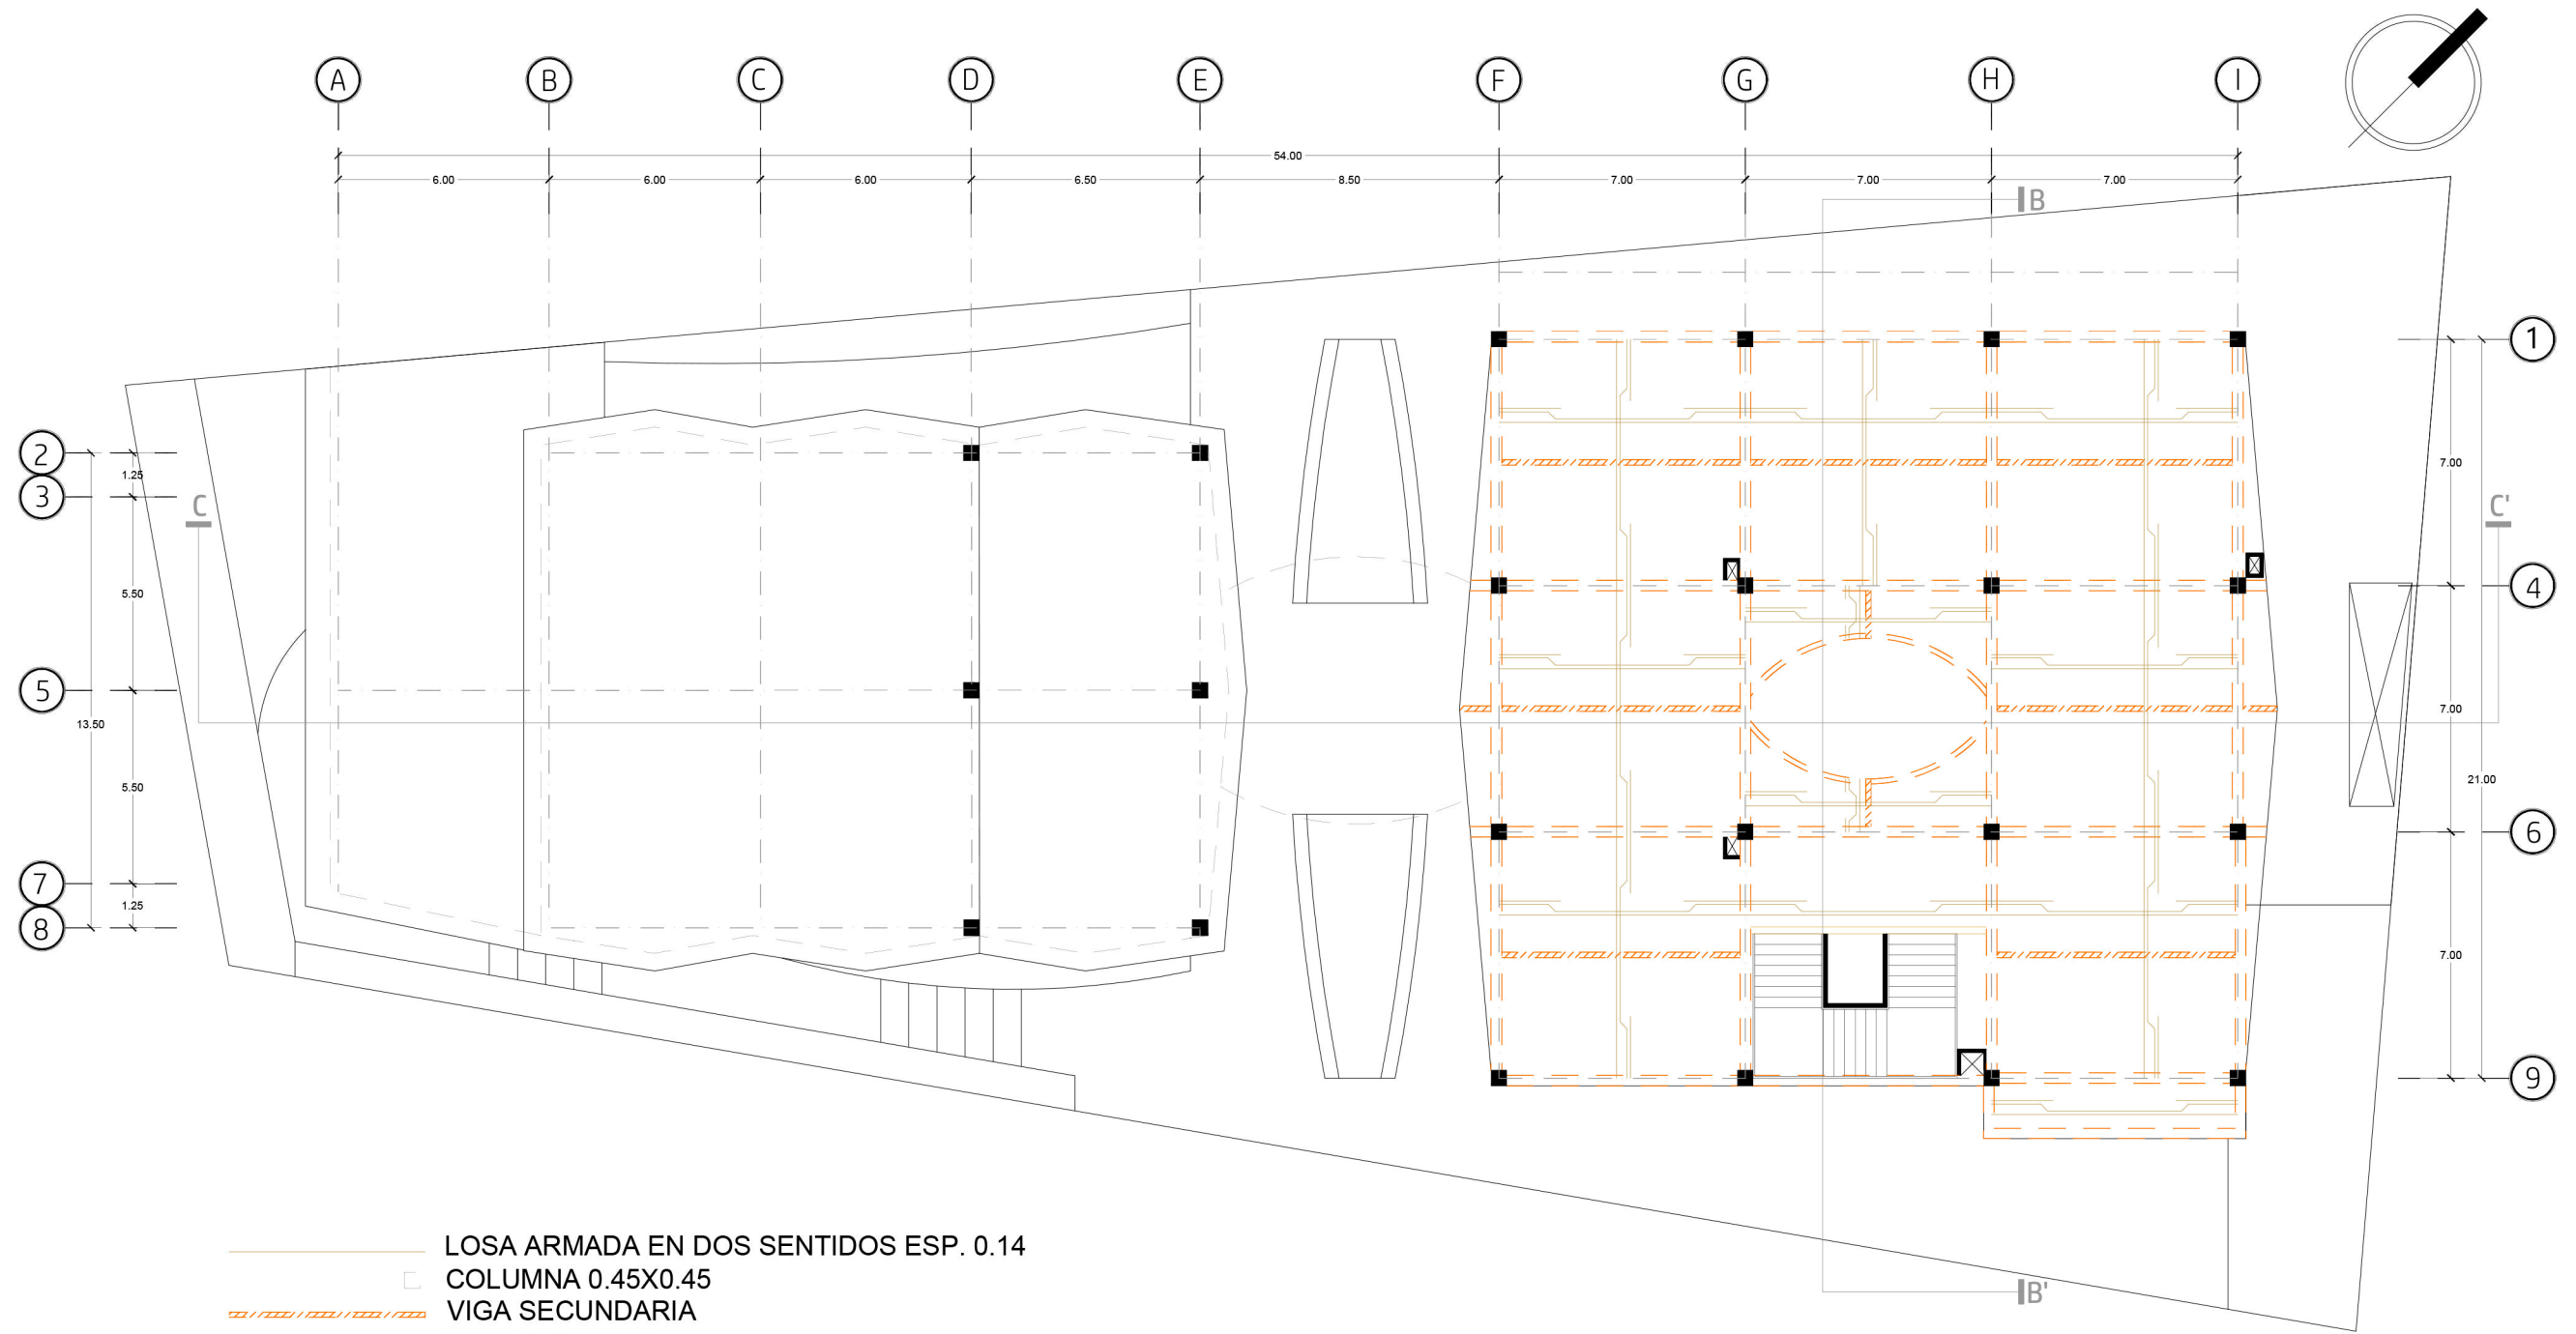 A B C D E F G H I
54.00
6.00 6.00 6.00 6.50 8.50 7.00 7.00 7.00
B
1
2
1.25
7.00
3
C C'
4
5.50
5
7.00
13.50
5.50
21.00
6
7
1.25
8
7.00
9
LOSA ARMADA EN DOS SENTIDOS ESP. 0.14
COLUMNA 0.45X0.45
B'
VIGA SECUNDARIA